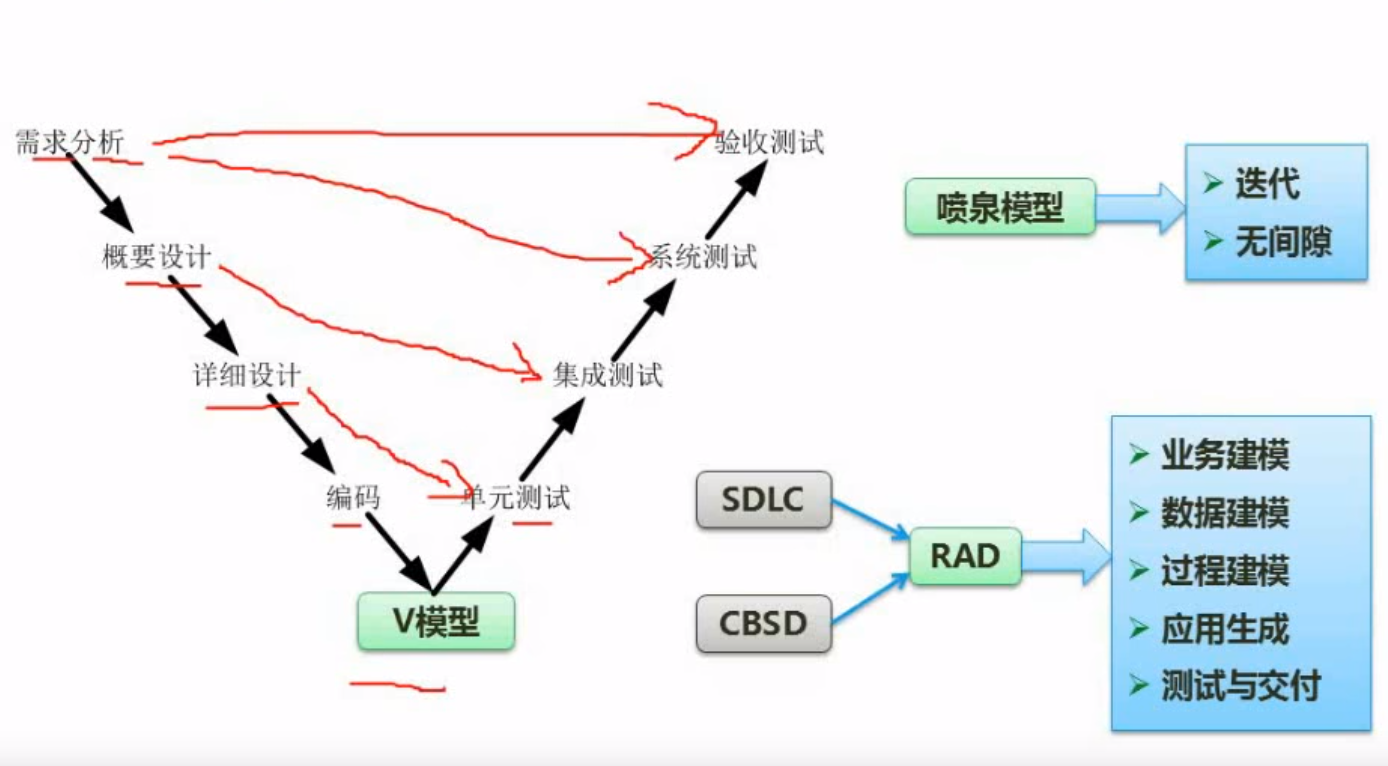 需求分析
验收测试
概要设计
系统测试
详细设计
集成测试
编码
单元测试
V模型
喷泉模型
迭代
无间隙
SDLC
CBSD
RAD
业务建模
数据建模
过程建模
应用生成
测试与交付